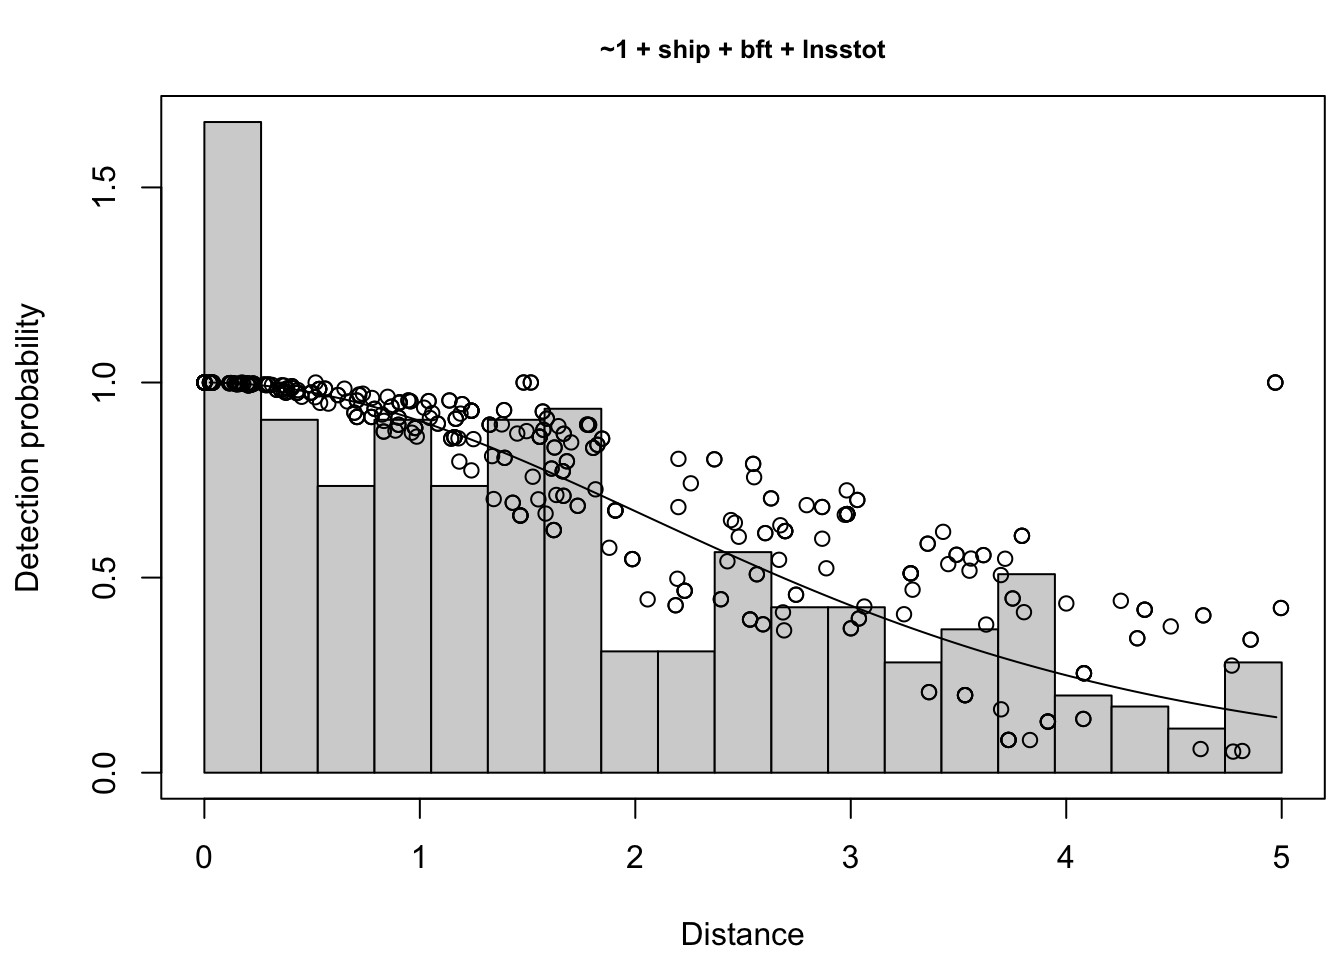 ~1 + ship + bft + lnsstot
Detection probability
1.5
1.0
0.5
0.0
0 1 2 3 4 5
Distance